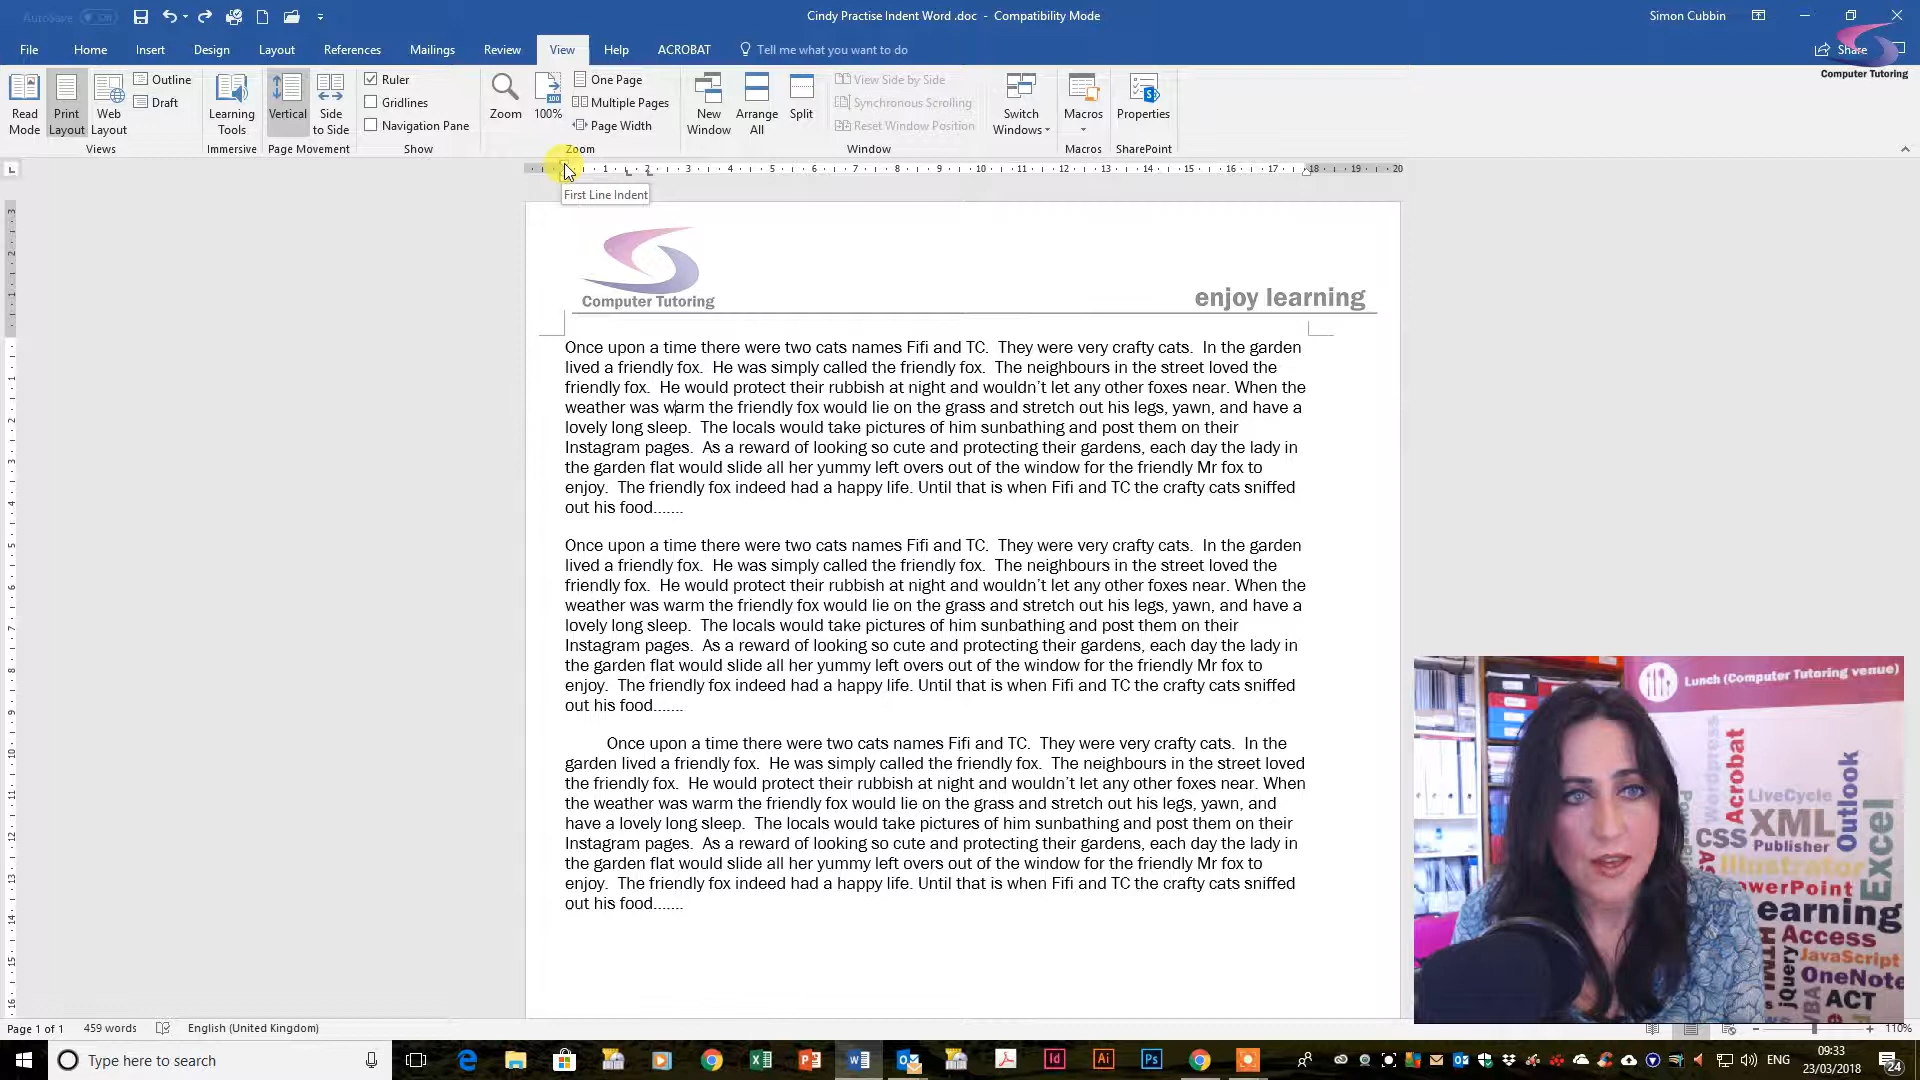 AutoSave Off
Cindy Practise Indent Word .doc - Compatibility Mode
Simon Cubbin
File Home Insert Design Layout References Mailings Review View Help ACROBAT Tell me what you want to do Share
Read Mode
Print Layout
Web Layout
Outline
Draft
Views
Learning Tools
Immersive
Vertical
Side to Side
Page Movement
Ruler
Gridlines
Navigation Pane
Show
Zoom
100%
One Page
Multiple Pages
Page Width
Zoom
New Window
Arrange All
Split
View Side by Side
Synchronous Scrolling
Reset Window Position
Window
Switch Windows
Macros
Macros
Properties
SharePoint
Computer Tutoring
1 2 3 4 5 6 7 8 9 10 11 12 13 14 15 16 17 18 19 20
First Line Indent
Computer Tutoring
enjoy learning
Once upon a time there were two cats names Fifi and TC.  They were very crafty cats.  In the garden
lived a friendly fox.  He was simply called the friendly fox.  The neighbours in the street loved the
friendly fox.  He would protect their rubbish at night and wouldn't let any other foxes near. When the
weather was warm the friendly fox would lie on the grass and stretch out his legs, yawn, and have a
lovely long sleep.  The locals would take pictures of him sunbathing and post them on their
Instagram pages.  As a reward of looking so cute and protecting their gardens, each day the lady in
the garden flat would slide all her yummy left overs out of the window for the friendly Mr fox to
enjoy.  The friendly fox indeed had a happy life. Until that is when Fifi and TC the crafty cats sniffed
out his food.......
Once upon a time there were two cats names Fifi and TC.  They were very crafty cats.  In the garden
lived a friendly fox.  He was simply called the friendly fox.  The neighbours in the street loved the
friendly fox.  He would protect their rubbish at night and wouldn't let any other foxes near. When the
weather was warm the friendly fox would lie on the grass and stretch out his legs, yawn, and have a
lovely long sleep.  The locals would take pictures of him sunbathing and post them on their
Instagram pages.  As a reward of looking so cute and protecting their gardens, each day the lady in
the garden flat would slide all her yummy left overs out of the window for the friendly Mr fox to
enjoy.  The friendly fox indeed had a happy life. Until that is when Fifi and TC the crafty cats sniffed
out his food.......
Once upon a time there were two cats names Fifi and TC.  They were very crafty cats.  In the
garden lived a friendly fox.  He was simply called the friendly fox.  The neighbours in the street loved
the friendly fox.  He would protect their rubbish at night and wouldn't let any other foxes near. When
the weather was warm the friendly fox would lie on the grass and stretch out his legs, yawn, and
have a lovely long sleep.  The locals would take pictures of him sunbathing and post them on their
Instagram pages.  As a reward of looking so cute and protecting their gardens, each day the lady in
the garden flat would slide all her yummy left overs out of the window for the friendly Mr fox to
enjoy.  The friendly fox indeed had a happy life. Until that is when Fifi and TC the crafty cats sniffed
out his food.......
Lunch (Computer Tutoring venue)
Wordpress
Acrobat
LiveCycle
Outlook
CSS
XML
Publisher
Excel
Illustrator
PowerPoint
earning
Access
JavaScript
jQuery
OneNote
ACT
Page 1 of 1 459 words English (United Kingdom) 110%
Type here to search
ENG
09:33
23/03/2018
24